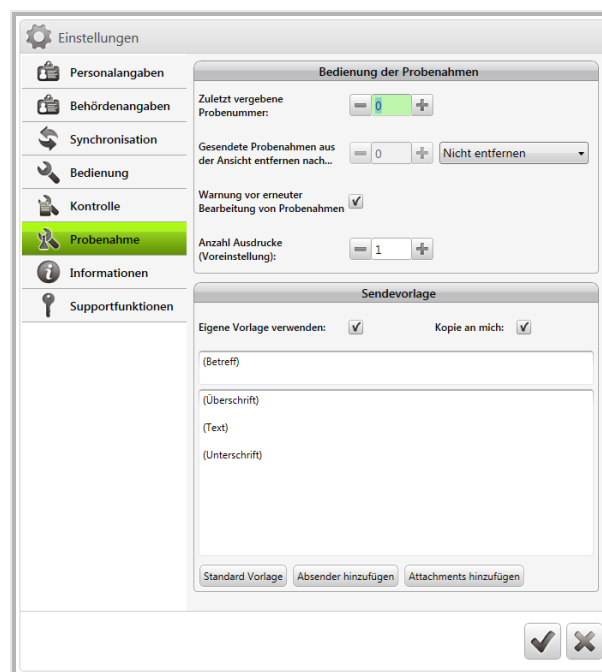 Einstellungen
Personalangaben
Behördenangaben
Synchronisation
Bedienung
Kontrolle
Probenahme
Informationen
Supportfunktionen
Bedienung der Probenahmen
Zuletzt vergebene
Probenummer:
0
Gesendete Probenahmen aus
der Ansicht entfernen nach...
0
Nicht entfernen
Warnung vor erneuter
Bearbeitung von Probenahmen
Anzahl Ausdrucke
(Voreinstellung):
1
Sendevorlage
Eigene Vorlage verwenden:
Kopie an mich:
(Betreff)
(Überschrift)
(Text)
(Unterschrift)
Standard Vorlage
Absender hinzufügen
Attachments hinzufügen